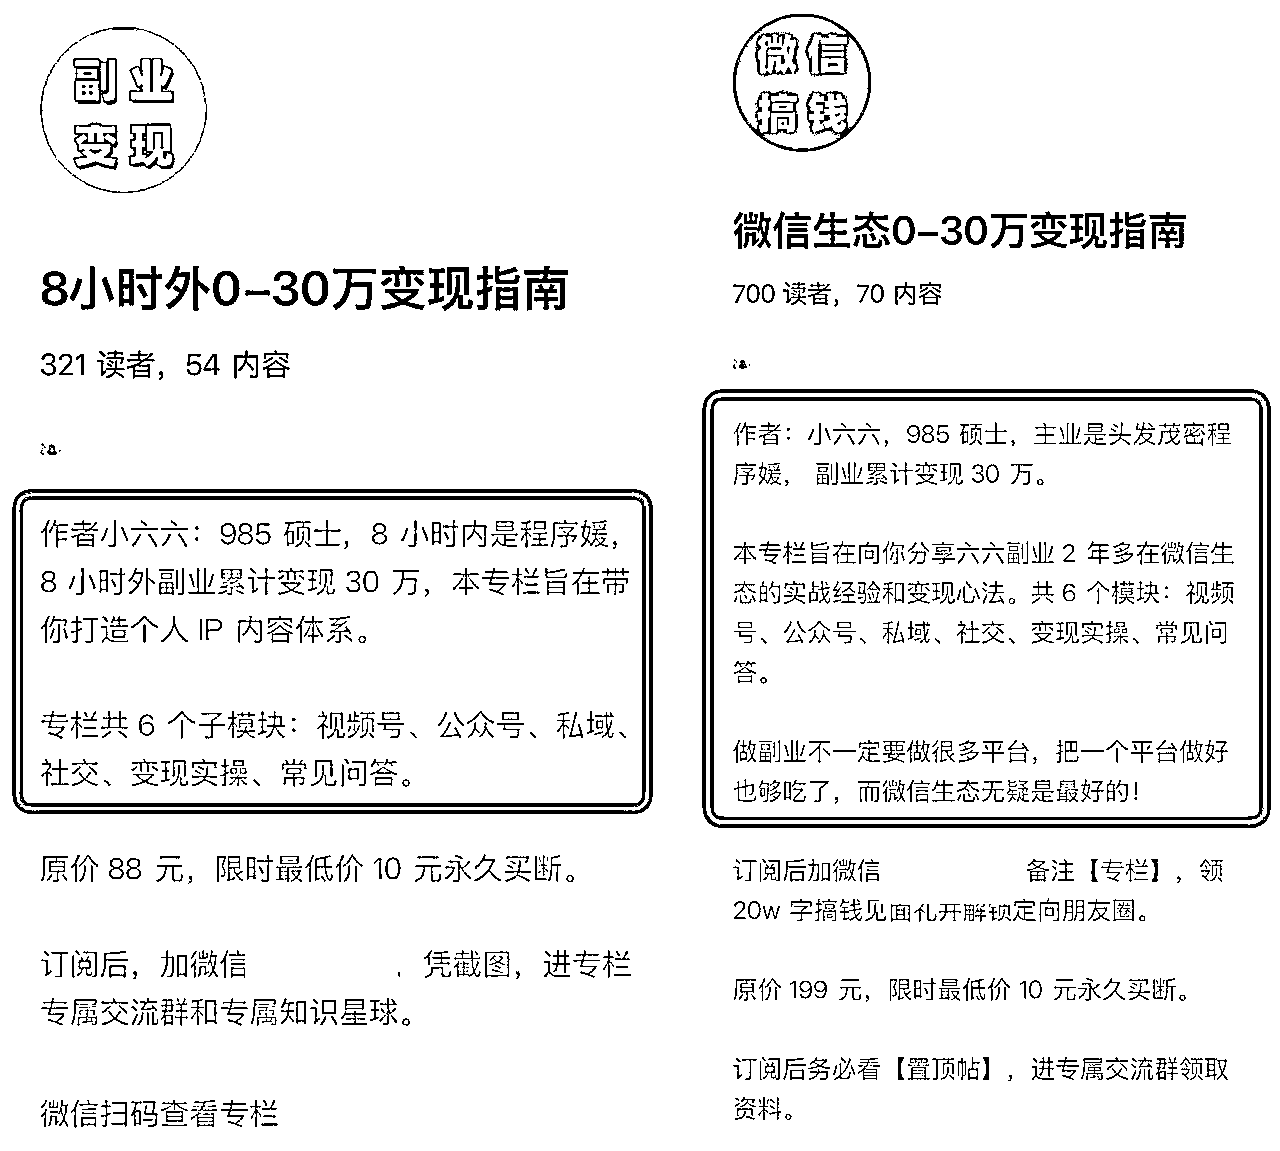 副业
变现
8小时外0-30万变现指南
321 读者，54 内容
作者小六六：985 硕士，8 小时内是程序媛，
8 小时外副业累计变现 30 万，本专栏旨在带
你打造个人 IP 内容体系。
专栏共 6 个子模块：视频号、公众号、私域、
社交、变现实操、常见问答。
原价 88 元，限时最低价 10 元永久买断。
订阅后，加微信 ，凭截图，进专栏
专属交流群和专属知识星球。
微信扫码查看专栏
微信
搞钱
微信生态0-30万变现指南
700 读者，70 内容
作者：小六六，985 硕士，主业是头发茂密程
序媛， 副业累计变现 30 万。
本专栏旨在向你分享六六副业 2 年多在微信生
态的实战经验和变现心法。共 6 个模块：视频
号、公众号、私域、社交、变现实操、常见问
答。
做副业不一定要做很多平台，把一个平台做好
也够吃了，而微信生态无疑是最好的！
订阅后加微信 备注【专栏】，领
20w 字搞钱见面礼开解锁定向朋友圈。
原价 199 元，限时最低价 10 元永久买断。
订阅后务必看【置顶帖】，进专属交流群领取
资料。